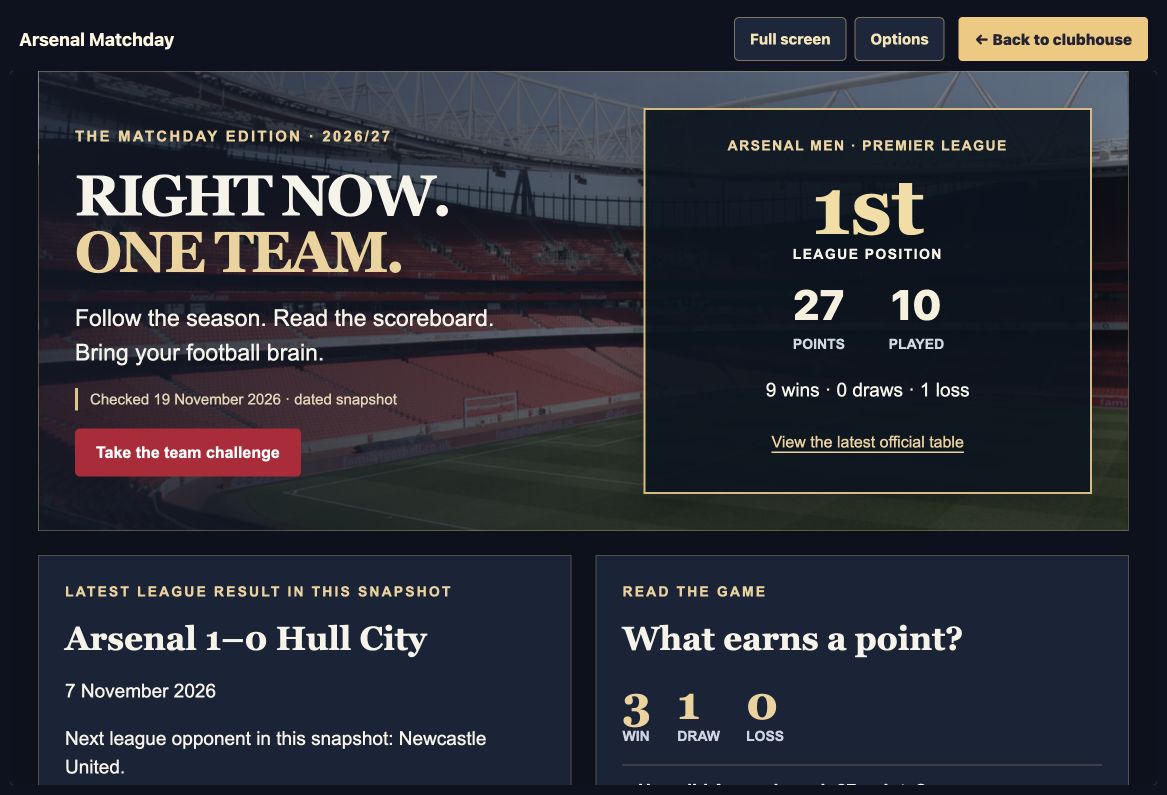 Arsenal Matchday
Full screen
Options
← Back to clubhouse
THE MATCHDAY EDITION · 2026/27
RIGHT NOW.
ONE TEAM.
Follow the season. Read the scoreboard.
Bring your football brain.
Checked 19 November 2026 · dated snapshot
Take the team challenge
ARSENAL MEN · PREMIER LEAGUE
1st
LEAGUE POSITION
27 10
POINTS PLAYED
9 wins · 0 draws · 1 loss
View the latest official table
LATEST LEAGUE RESULT IN THIS SNAPSHOT
Arsenal 1–0 Hull City
7 November 2026
Next league opponent in this snapshot: Newcastle
United.
READ THE GAME
What earns a point?
3 1 0
WIN DRAW LOSS